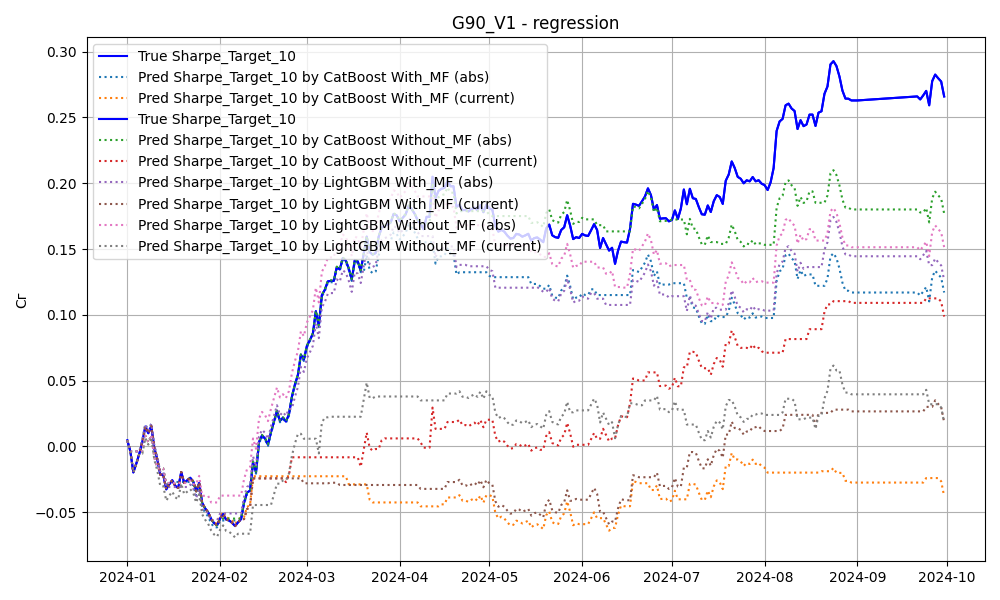 G90_V1 - regression
True Sharpe_Target_10
Pred Sharpe_Target_10 by CatBoost With_MF (abs)
Pred Sharpe_Target_10 by CatBoost With_MF (current)
True Sharpe_Target_10
Pred Sharpe_Target_10 by CatBoost Without_MF (abs)
Pred Sharpe_Target_10 by CatBoost Without_MF (current)
Pred Sharpe_Target_10 by LightGBM With_MF (abs)
Pred Sharpe_Target_10 by LightGBM With_MF (current)
Pred Sharpe_Target_10 by LightGBM Without_MF (abs)
Pred Sharpe_Target_10 by LightGBM Without_MF (current)
Cr
0.30
0.25
0.20
0.15
0.10
0.05
0.00
−0.05
2024-01 2024-02 2024-03 2024-04 2024-05 2024-06 2024-07 2024-08 2024-09 2024-10